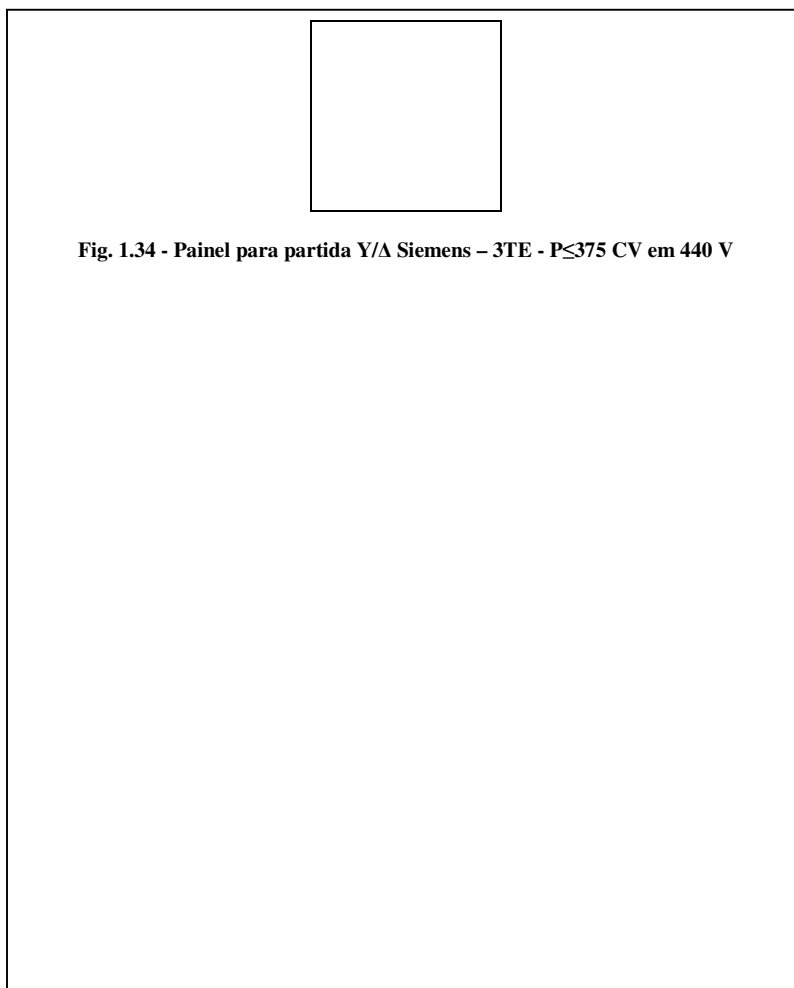 Fig. 1.34 - Painel para partida Y/Δ Siemens – 3TE - P≤375 CV em 440 V